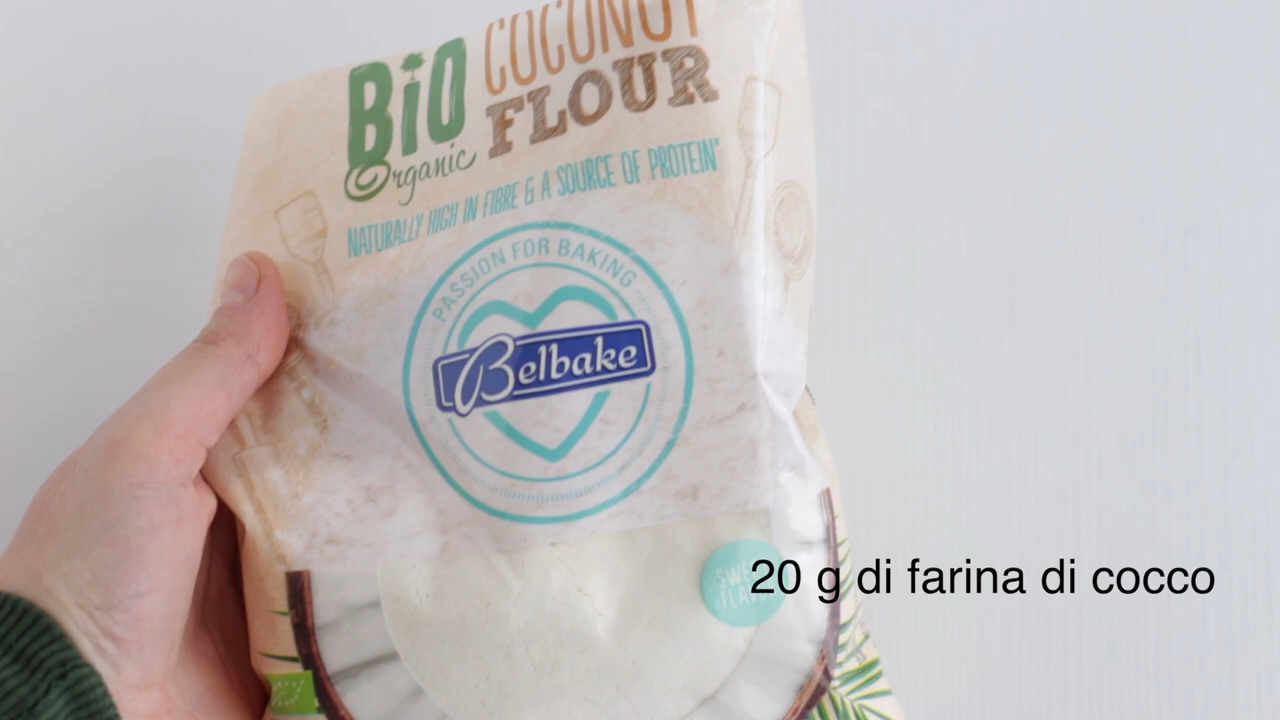 BiO
Organic
COCONUT
FLOUR
NATURALLY HIGH IN FIBRE & A SOURCE OF PROTEIN*
PASSION FOR BAKING
Belbake
20 g di farina di cocco